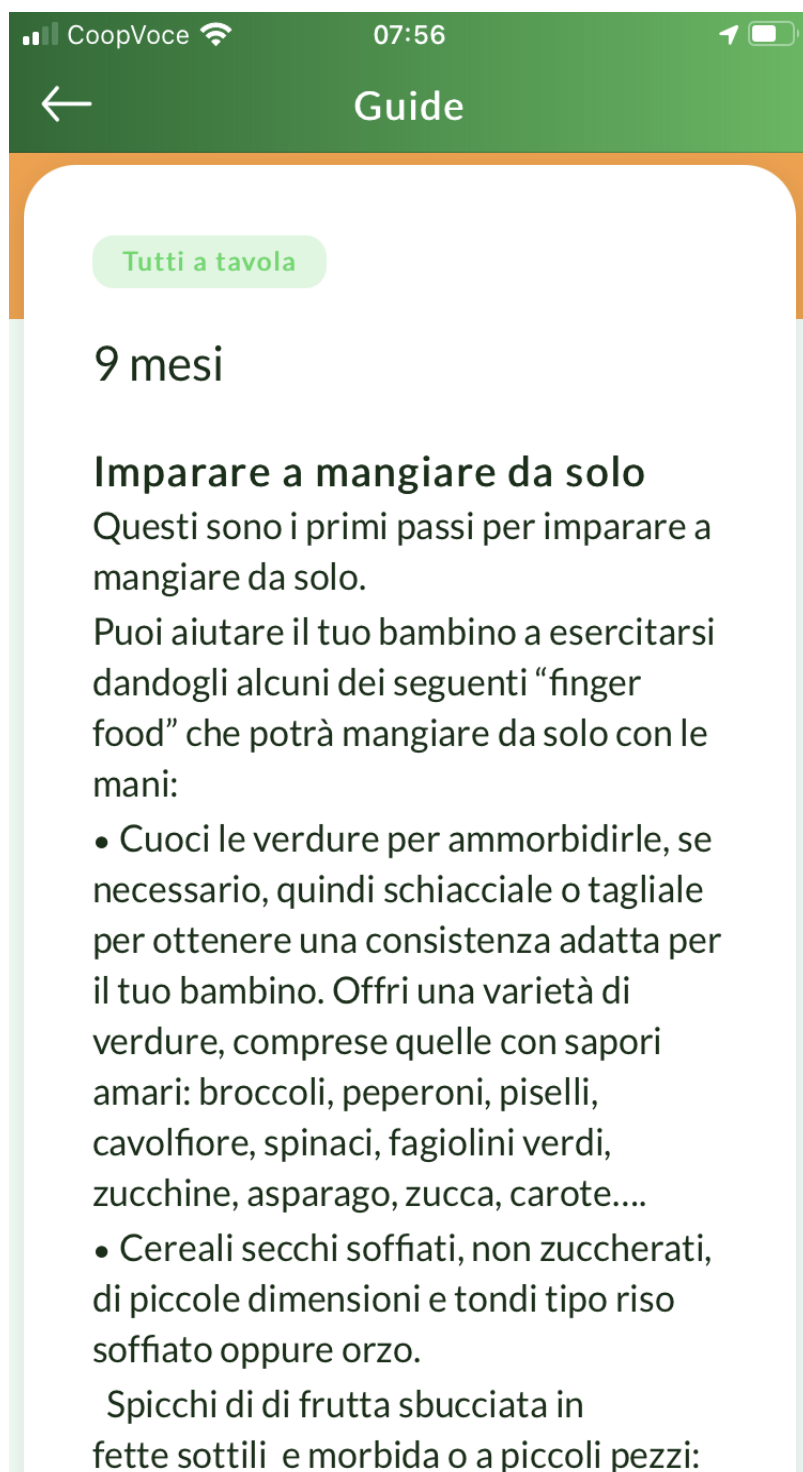 CoopVoce 07:56
Guide
Tutti a tavola
9 mesi
Imparare a mangiare da solo
Questi sono i primi passi per imparare a
mangiare da solo.
Puoi aiutare il tuo bambino a esercitarsi
dandogli alcuni dei seguenti “finger
food” che potrà mangiare da solo con le
mani:
• Cuoci le verdure per ammorbidirle, se
necessario, quindi schiacciale o tagliale
per ottenere una consistenza adatta per
il tuo bambino. Offri una varietà di
verdure, comprese quelle con sapori
amari: broccoli, peperoni, piselli,
cavolfiore, spinaci, fagiolini verdi,
zucchine, asparago, zucca, carote....
• Cereali secchi soffiati, non zuccherati,
di piccole dimensioni e tondi tipo riso
soffiato oppure orzo.
Spicchi di di frutta sbucciata in
fette sottili  e morbida o a piccoli pezzi: